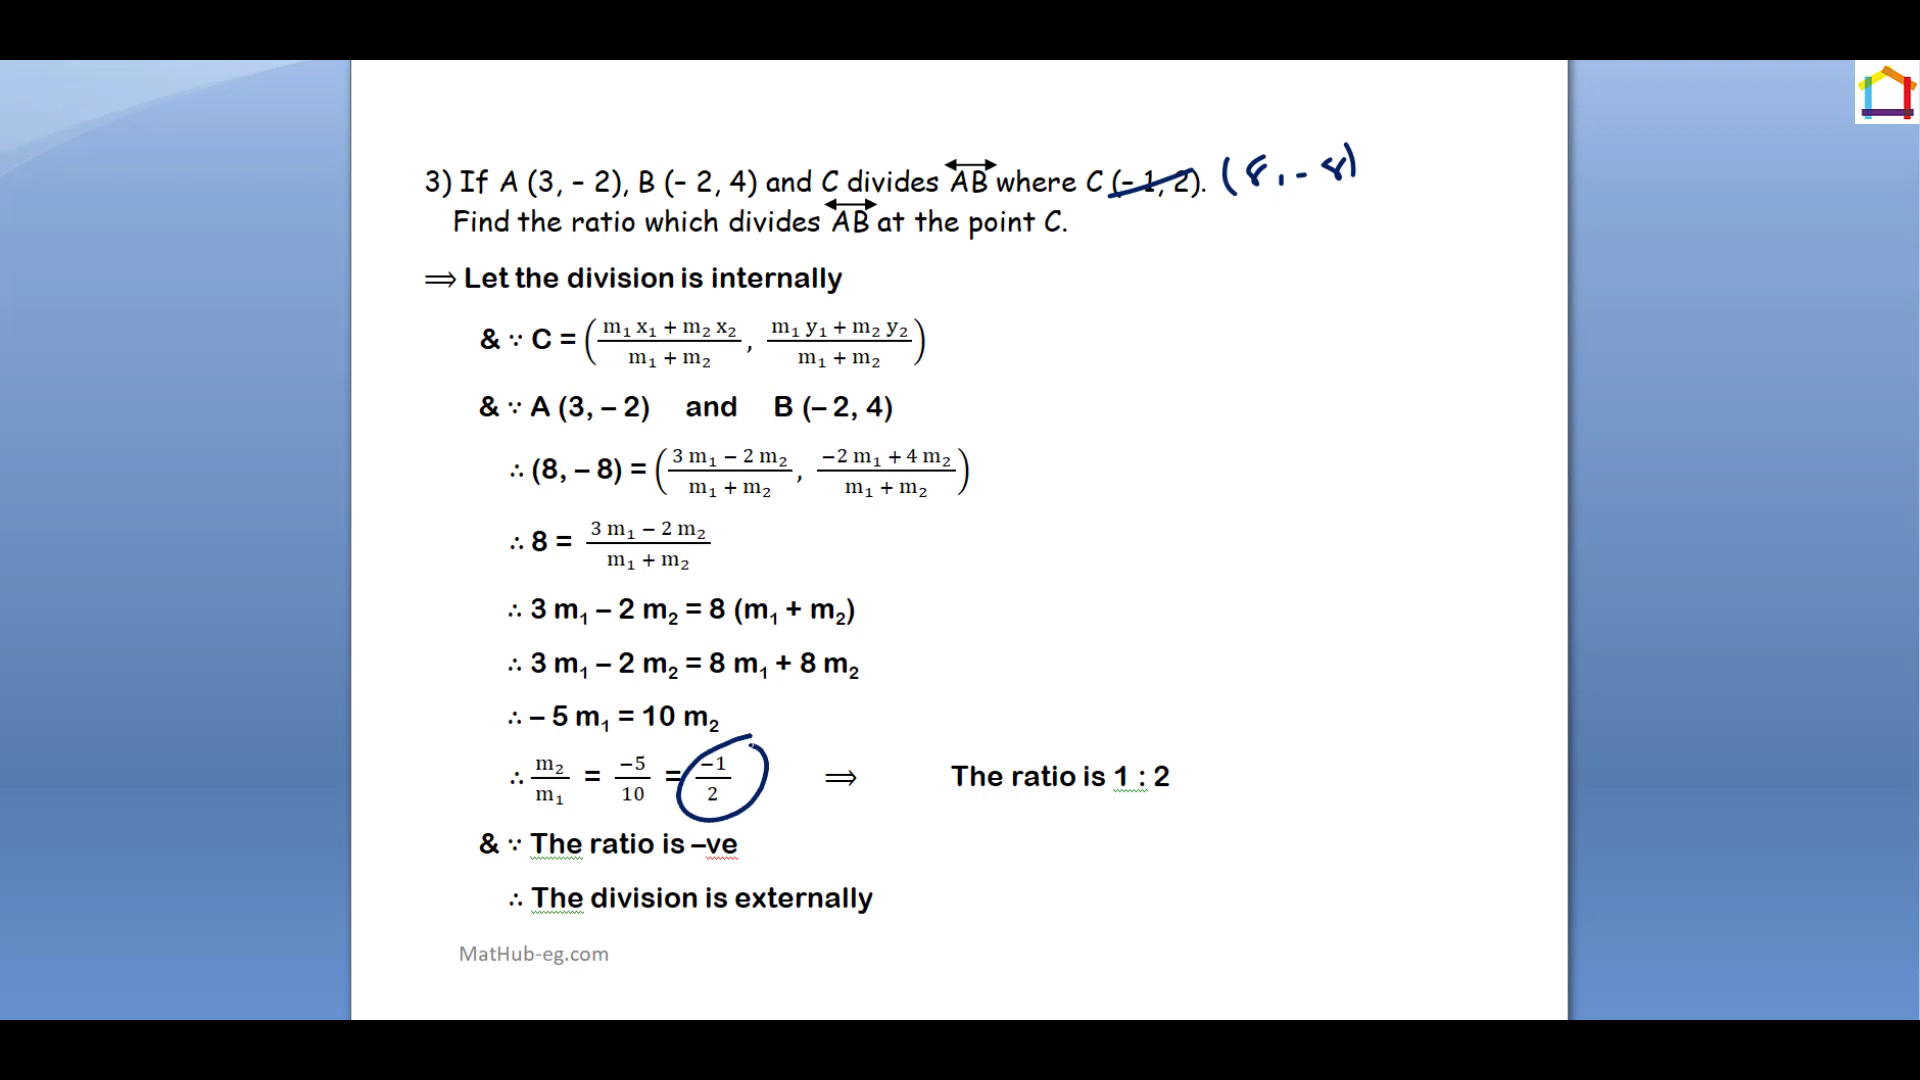 3) If A (3, – 2), B (– 2, 4) and C divides AB where C (– 1, 2). (8, – 8)
Find the ratio which divides AB at the point C.
⟹ Let the division is internally
& ∵ C = ( (m₁ x₁ + m₂ x₂)/(m₁ + m₂) , (m₁ y₁ + m₂ y₂)/(m₁ + m₂) )
& ∵ A (3, – 2) and B (– 2, 4)
∴ (8, – 8) = ( (3 m₁ − 2 m₂)/(m₁ + m₂) , (−2 m₁ + 4 m₂)/(m₁ + m₂) )
∴ 8 = (3 m₁ − 2 m₂)/(m₁ + m₂)
∴ 3 m₁ – 2 m₂ = 8 (m₁ + m₂)
∴ 3 m₁ – 2 m₂ = 8 m₁ + 8 m₂
∴ – 5 m₁ = 10 m₂
∴ m₂/m₁ = −5/10 = −1/2 ⟹ The ratio is 1 : 2
& ∵ The ratio is –ve
∴ The division is externally
MatHub-eg.com